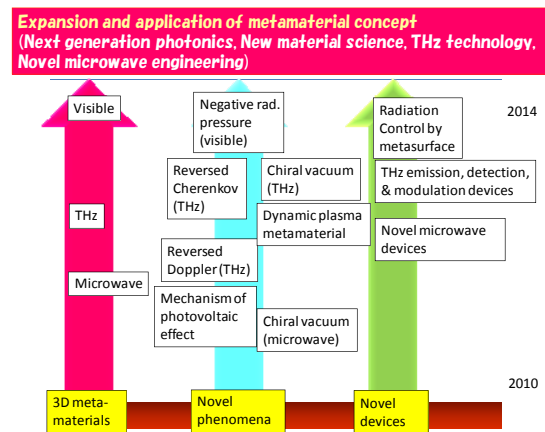 Expansion and application of metamaterial concept
(Next generation photonics, New material science, THz technology,
Novel microwave engineering)
2014
Visible
THz
Microwave
3D meta-
materials
Negative rad.
pressure
(visible)
Reversed
Cherenkov
(THz)
Chiral vacuum
(THz)
Dynamic plasma
metamaterial
Reversed
Doppler (THz)
Mechanism of
photovoltaic
effect
Chiral vacuum
(microwave)
Novel
phenomena
Radiation
Control by
metasurface
THz emission, detection,
& modulation devices
Novel microwave
devices
Novel
devices
2010